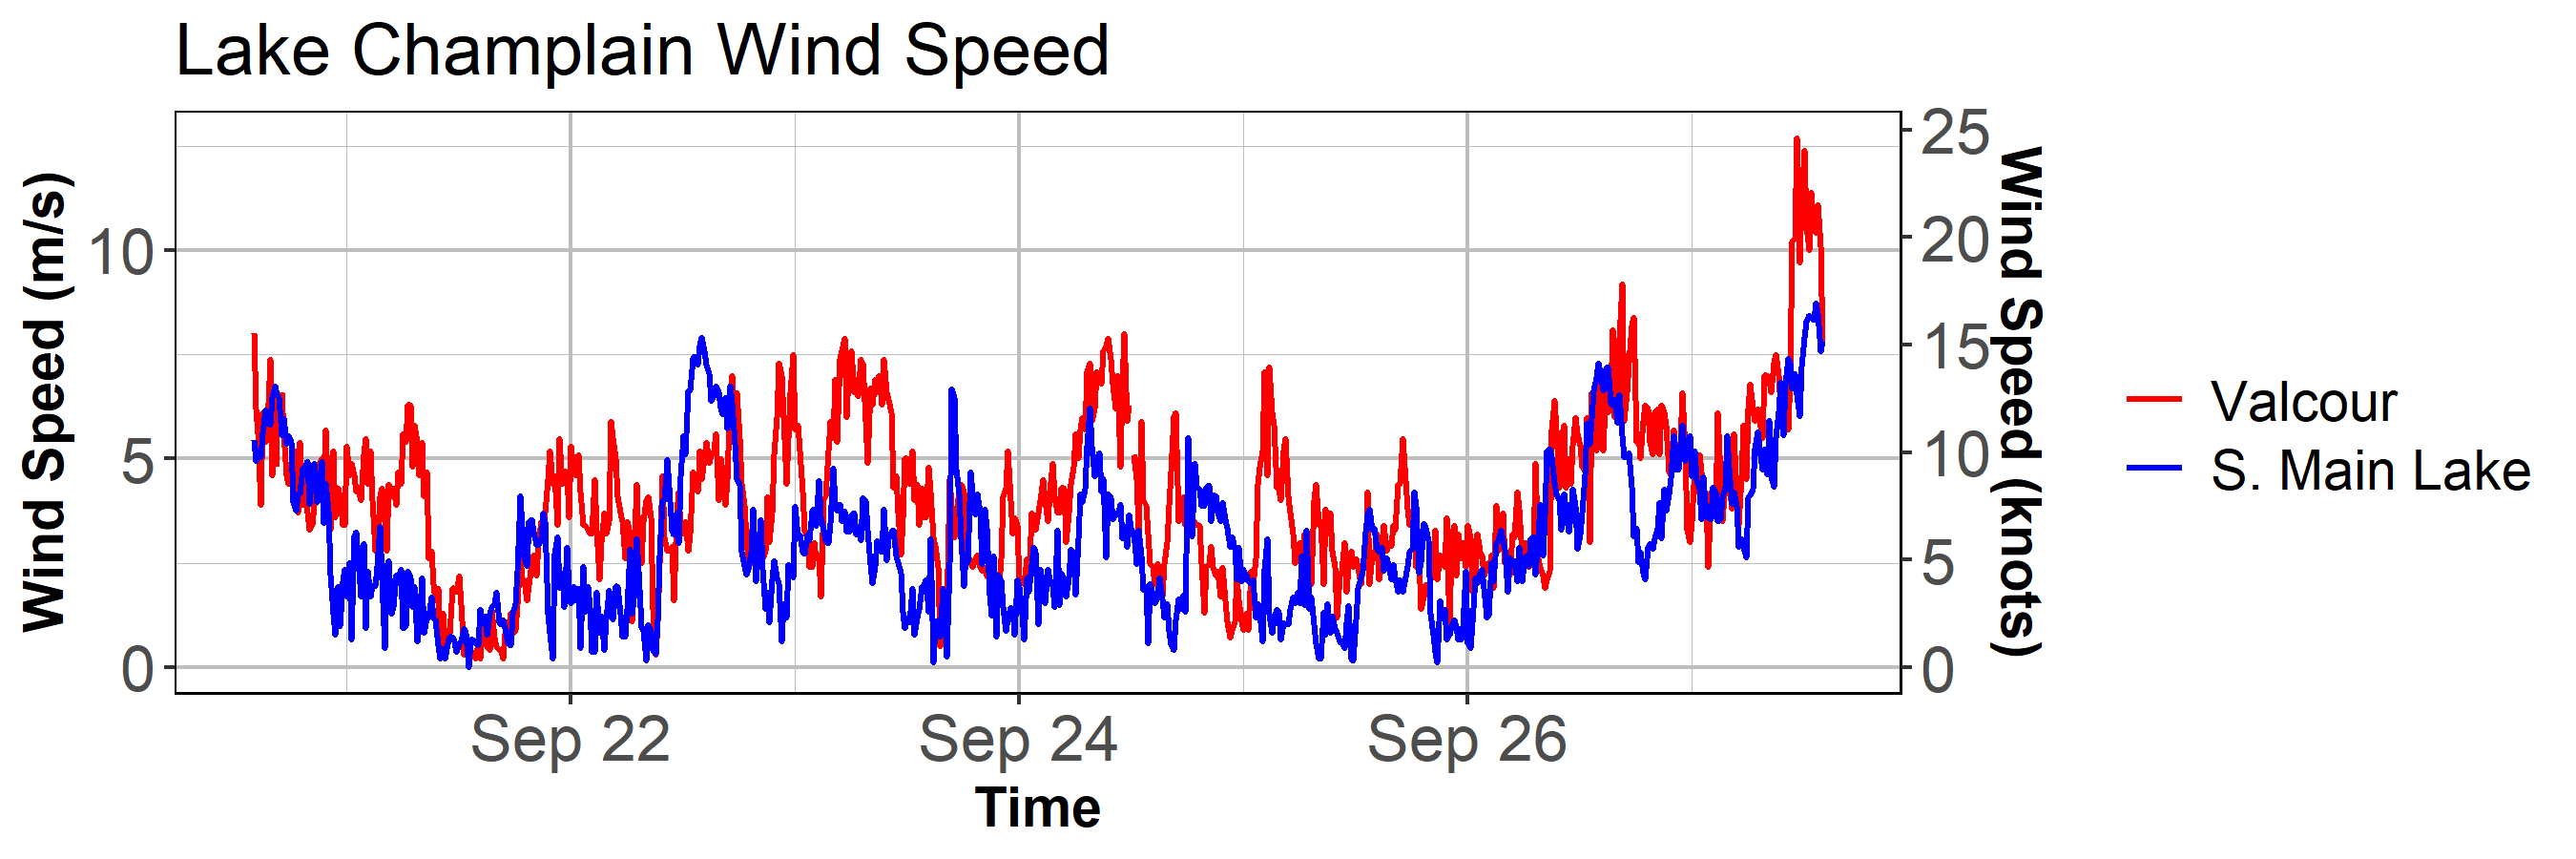 Lake Champlain Wind Speed
Wind Speed (m/s)
10
5
0
25
20
15
10
5
0
Wind Speed (knots)
Sep 22
Sep 24
Sep 26
Time
Valcour
S. Main Lake